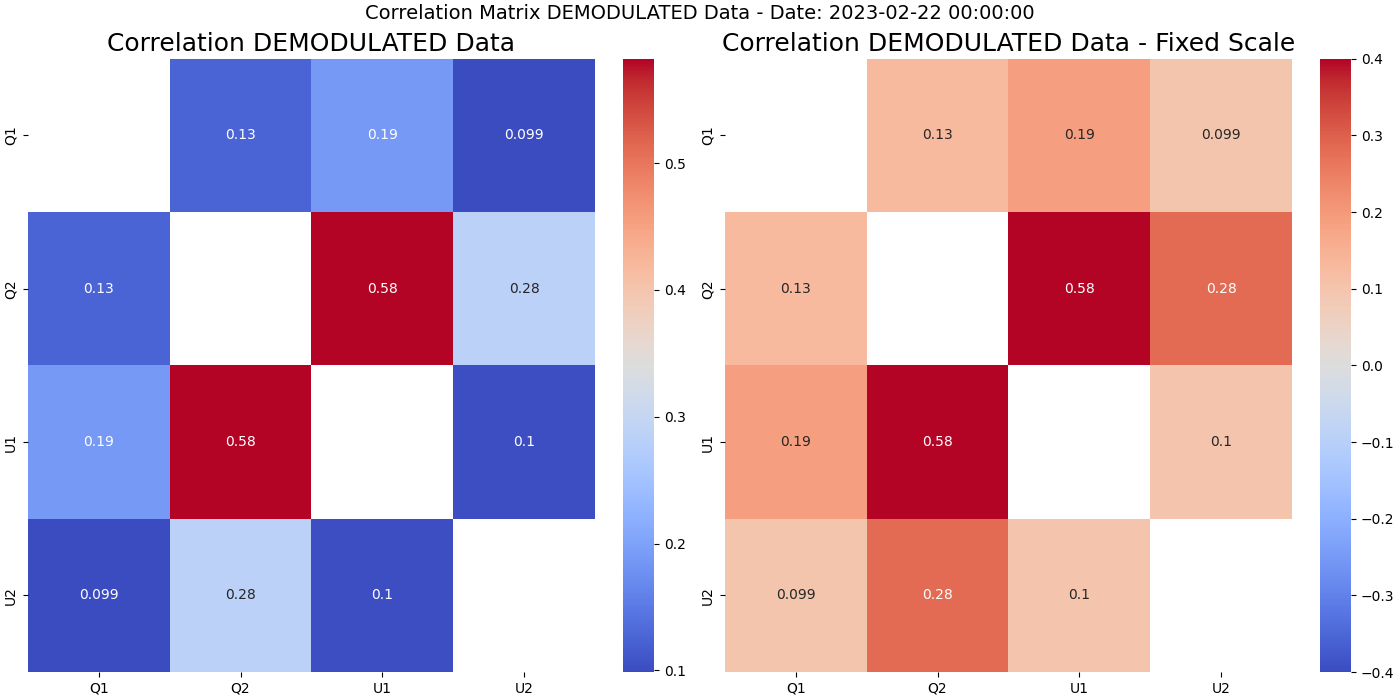 Correlation Matrix DEMODULATED Data - Date: 2023-02-22 00:00:00
Correlation DEMODULATED Data
Q1
0.13
0.19
0.099
Q2
0.13
0.58
0.28
U1
0.19
0.58
0.1
U2
0.099
0.28
0.1
Q1
Q2
U1
U2
0.5
0.4
0.3
0.2
0.1
Correlation DEMODULATED Data - Fixed Scale
Q1
0.13
0.19
0.099
Q2
0.13
0.58
0.28
U1
0.19
0.58
0.1
U2
0.099
0.28
0.1
Q1
Q2
U1
U2
0.4
0.3
0.2
0.1
0.0
−0.1
−0.2
−0.3
−0.4